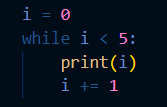 i = 0
while i < 5:
    print(i)
    i += 1